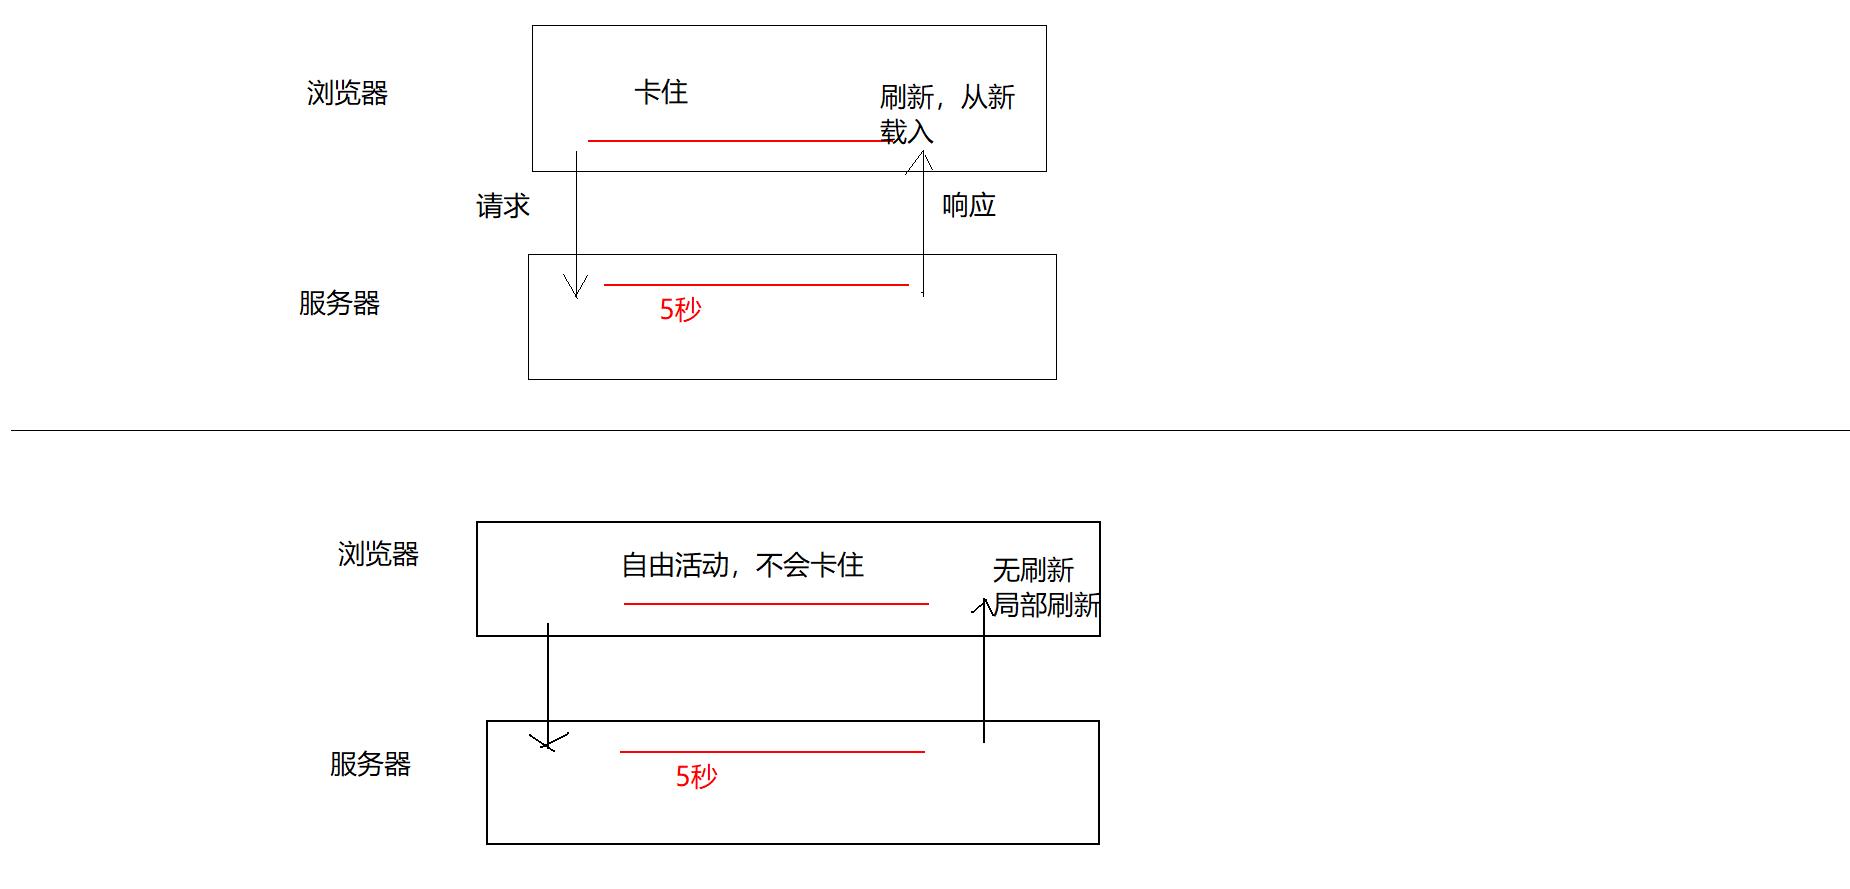 浏览器
卡住
刷新，从新
载入
请求
响应
服务器
5秒
浏览器
自由活动，不会卡住
无刷新
局部刷新
服务器
5秒